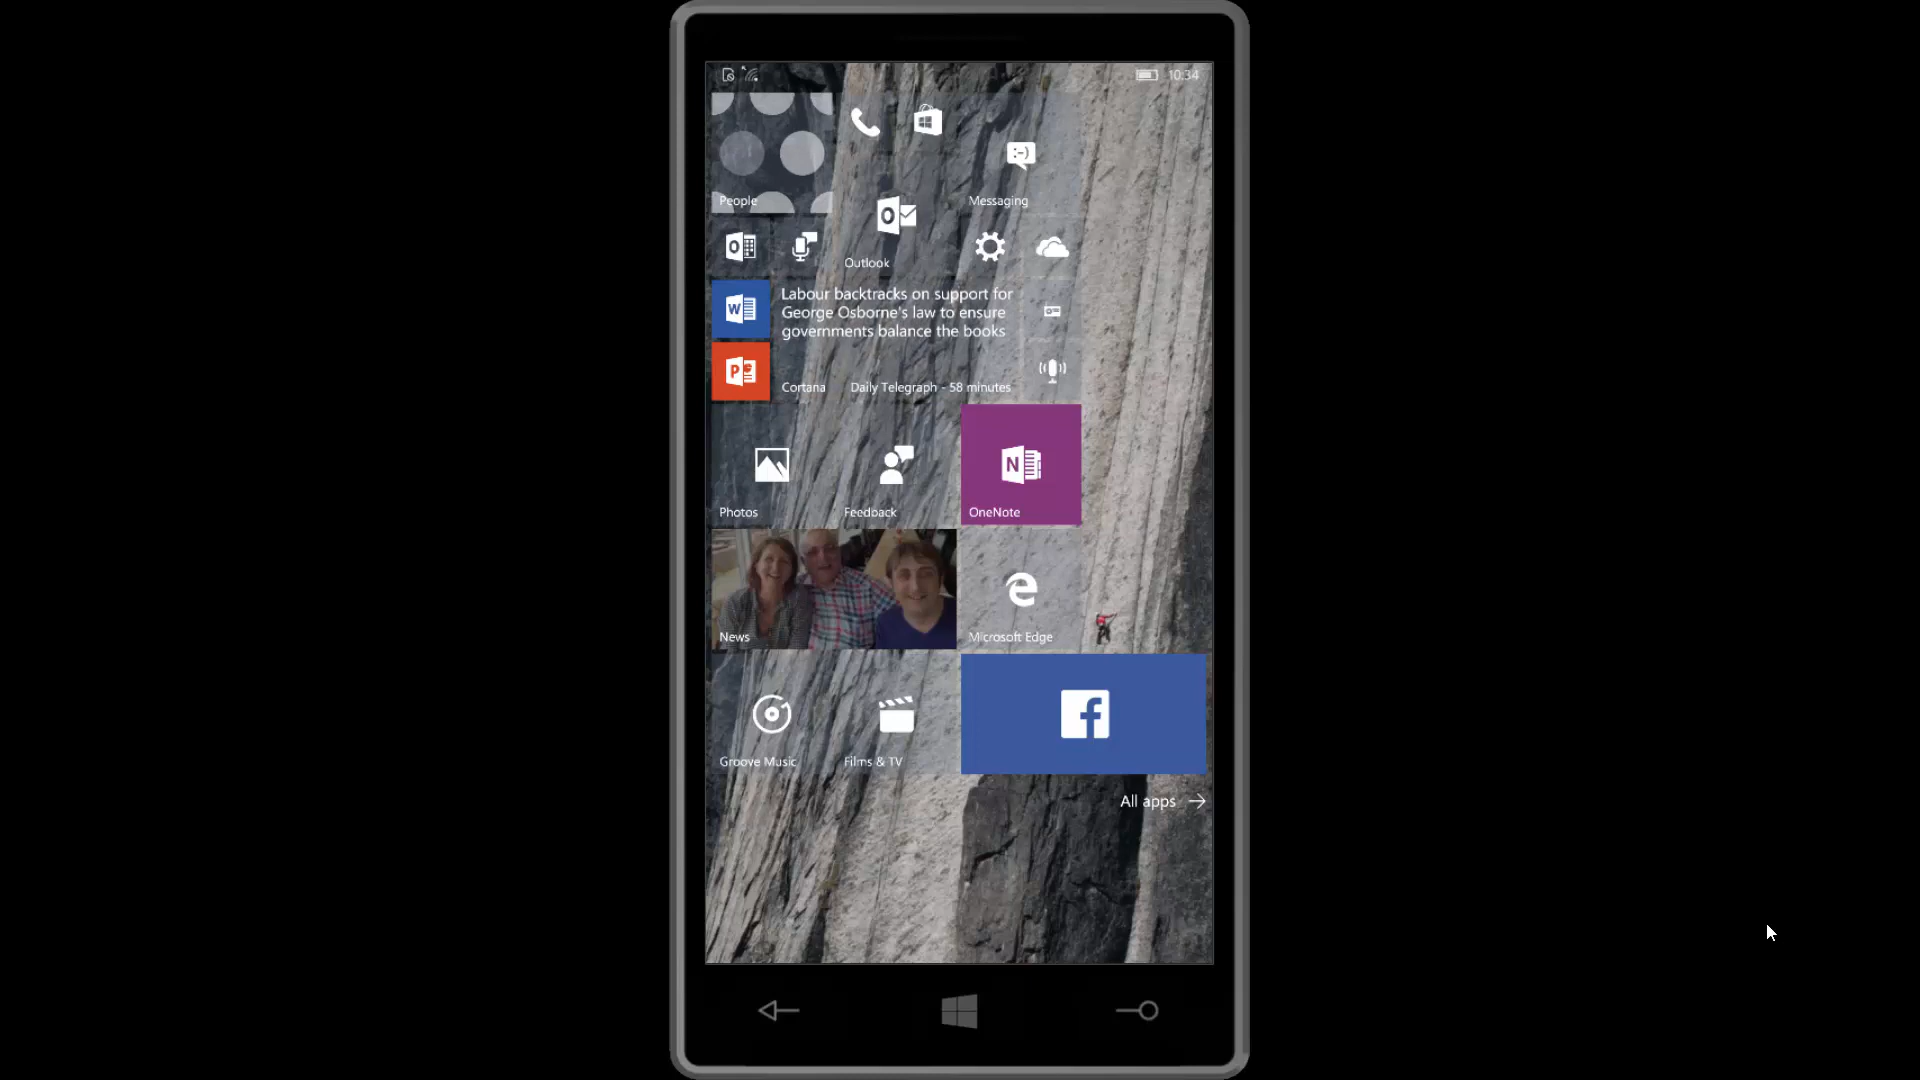 10:34
People
:-)
Messaging
O
Outlook
O
W
Labour backtracks on support for
George Osborne's law to ensure
governments balance the books
P
Cortana Daily Telegraph - 58 minutes
N
Photos
Feedback
OneNote
News
Microsoft Edge
f
Groove Music
Films & TV
All apps